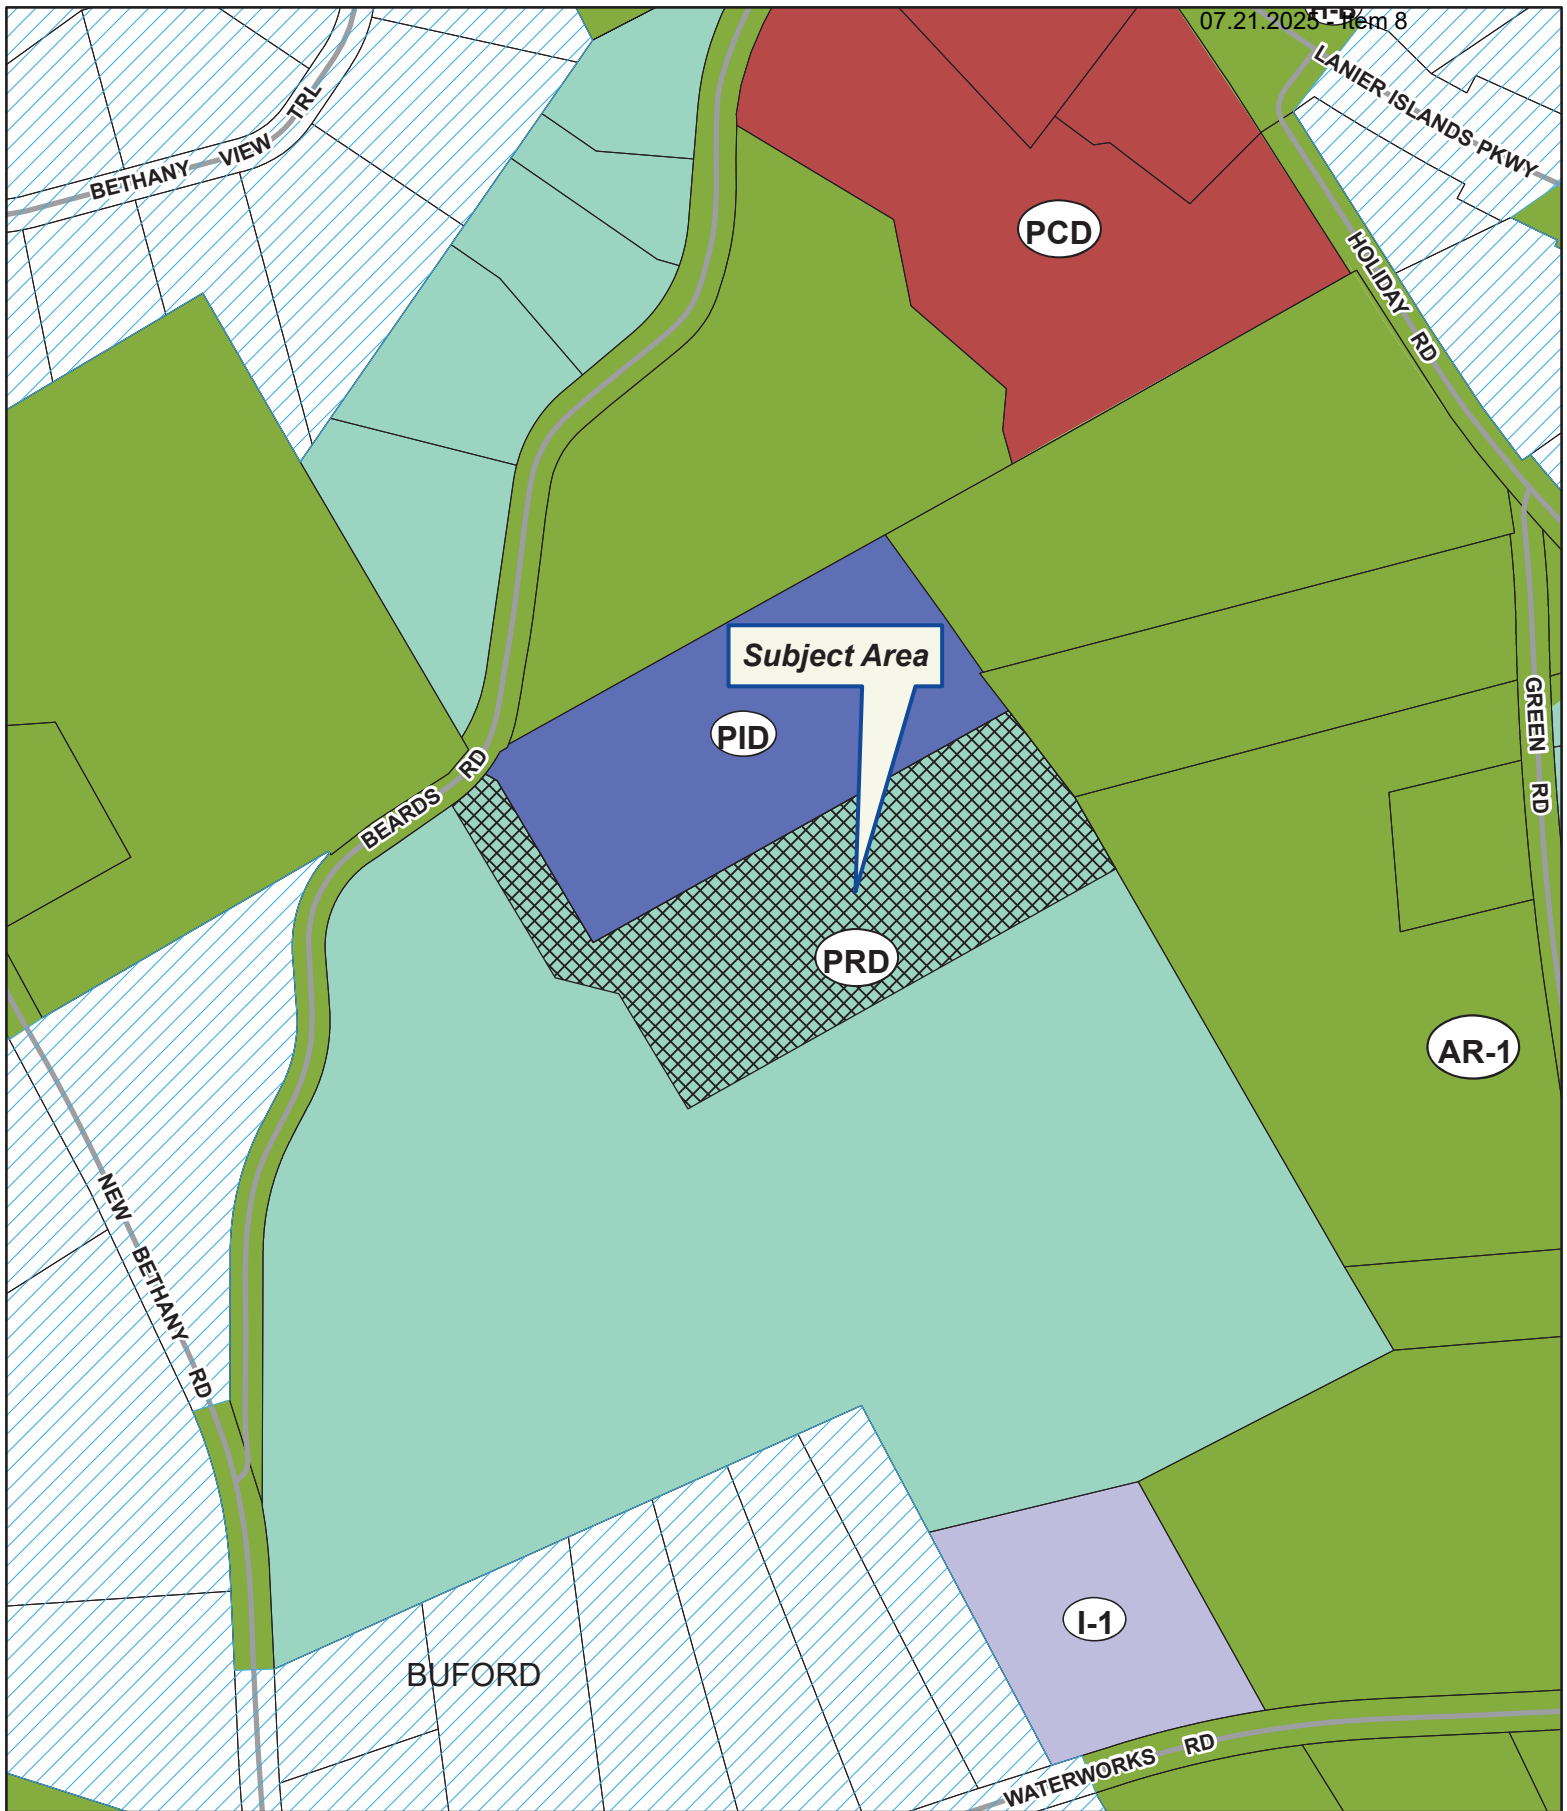 07.21.2025 - Item 8
H-B
LANIER ISLANDS PKWY
BETHANY VIEW TRL
PCD
HOLIDAY RD
Subject Area
PID
GREEN RD
BEARDS RD
PRD
AR-1
NEW BETHANY RD
I-1
BUFORD
WATERWORKS RD